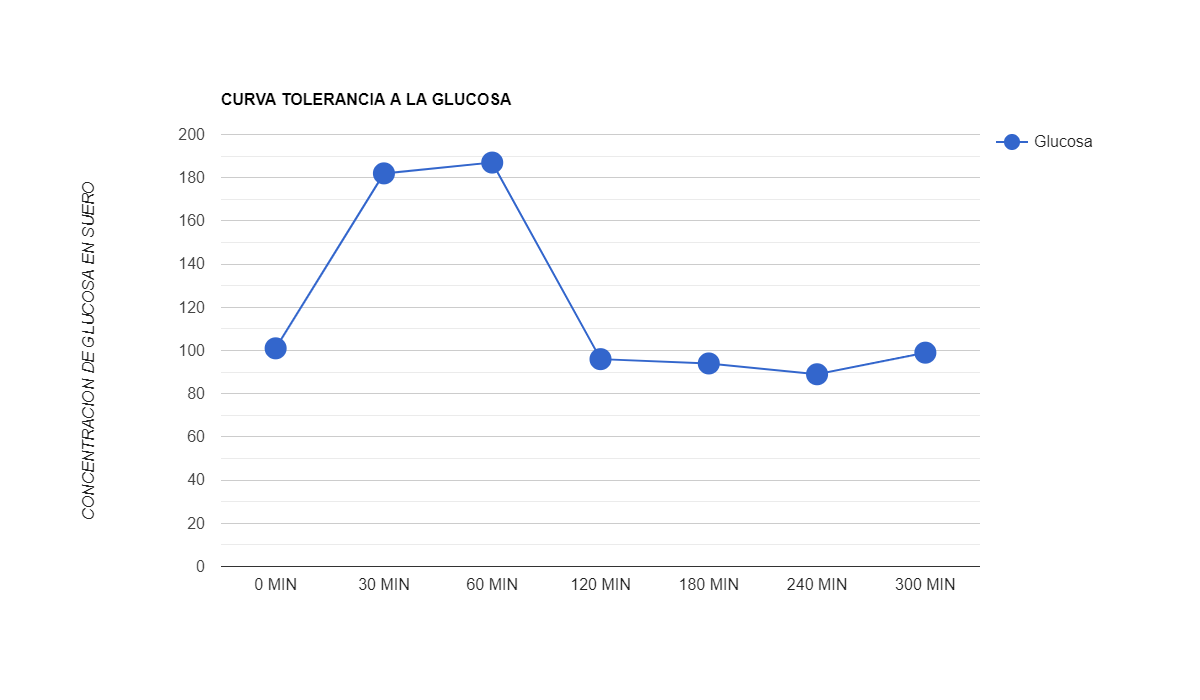 CURVA TOLERANCIA A LA GLUCOSA
Glucosa
CONCENTRACION DE GLUCOSA EN SUERO
200
180
160
140
120
100
80
60
40
20
0
0 MIN 30 MIN 60 MIN 120 MIN 180 MIN 240 MIN 300 MIN